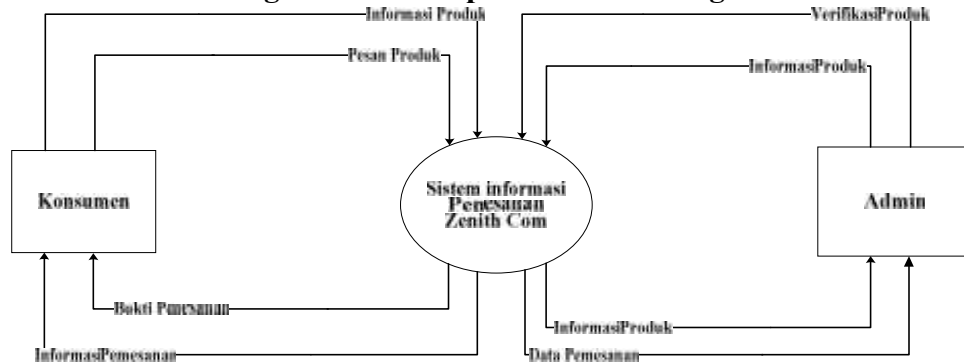 Informasi Produk
VerifikasiProduk
Pesan Produk
InformasiProduk
Konsumen
Sistem informasi
Pemesanan
Zenith Com
Admin
Bukti Pemesanan
InformasiProduk
InformasiPemesanan
Data Pemesanan